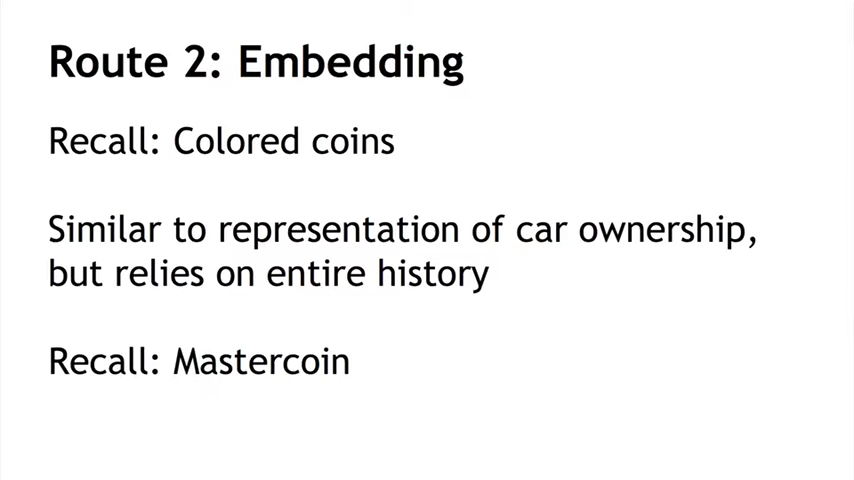 Route 2: Embedding
Recall: Colored coins
Similar to representation of car ownership,
but relies on entire history
Recall: Mastercoin